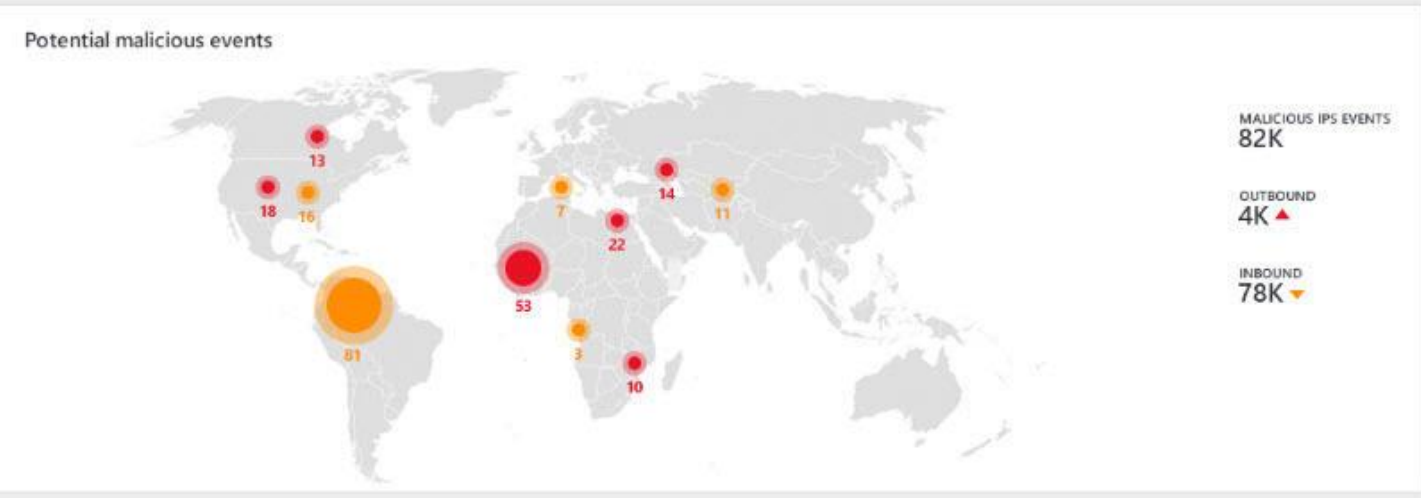 Potential malicious events
MALICIOUS IPS EVENTS
82K
OUTBOUND
4K
INBOUND
78K
13
18
16
7
14
11
22
53
81
3
10